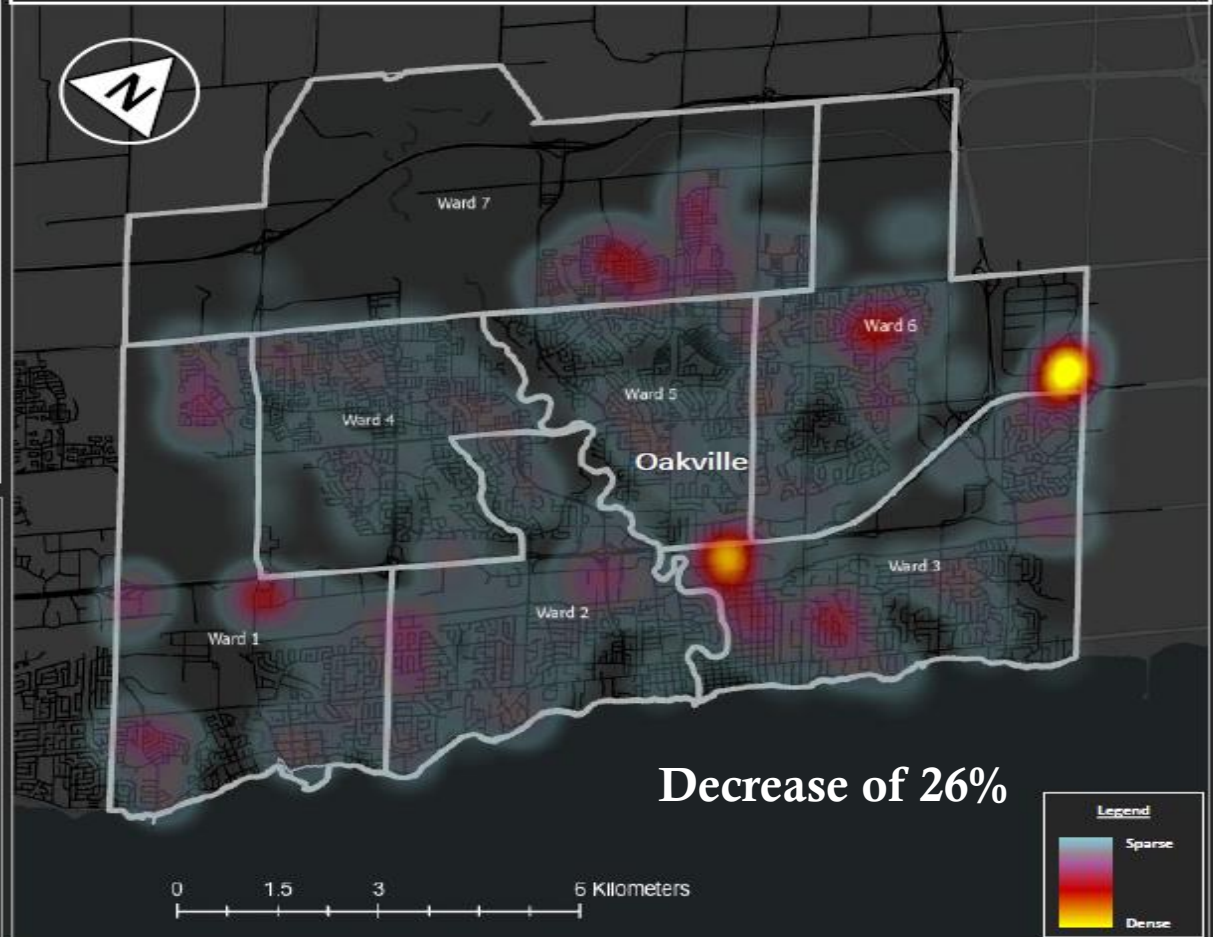 N
Ward 7
Ward 6
Ward 5
Ward 4
Oakville
Ward 3
Ward 2
Ward 1
Decrease of 26%
Legend
Sparse
Dense
0 1.5 3 6 Kilometers